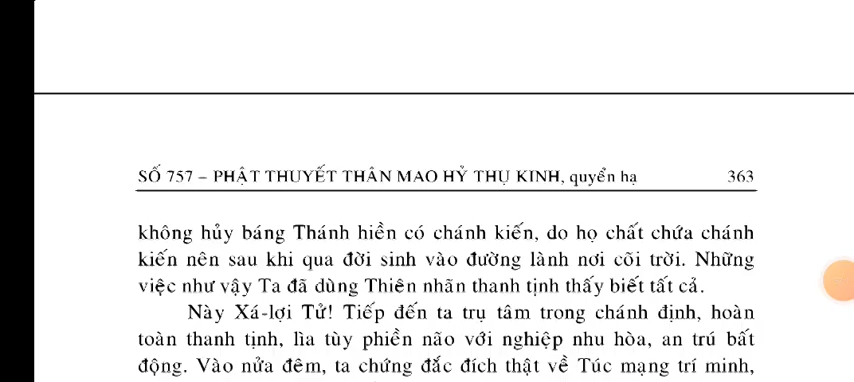 SỐ 757 – PHẬT THUYẾT THÂN MAO HỶ THỤ KINH, quyển hạ 363
không hủy báng Thánh hiền có chánh kiến, do họ chất chứa chánh
kiến nên sau khi qua đời sinh vào đường lành nơi cõi trời. Những
việc như vậy Ta đã dùng Thiên nhãn thanh tịnh thấy biết tất cả.
Này Xá-lợi Tử! Tiếp đến ta trụ tâm trong chánh định, hoàn
toàn thanh tịnh, lìa tùy phiền não với nghiệp nhu hòa, an trú bất
động. Vào nửa đêm, ta chứng đắc đích thật về Túc mạng trí minh,